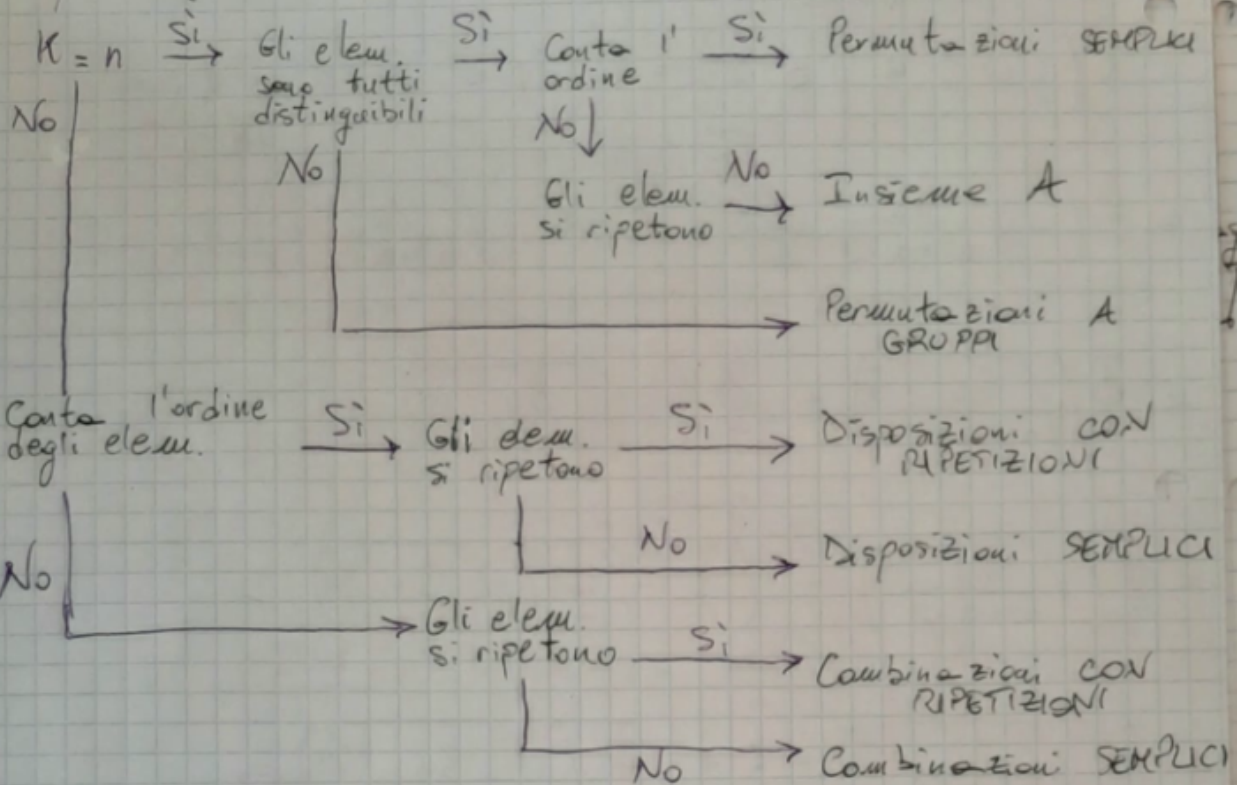 K = n Sì Gli elem. Sì Conta l' Sì Permutazioni SEMPLICI
sono tutti ordine
No distinguibili No
No Gli elem. No Insieme A
si ripetono
Permutazioni A
GRUPPI
Conta l'ordine Sì Gli elem. Sì Disposizioni CON
degli elem. si ripetono RIPETIZIONI
No Disposizioni SEMPLICI
No
Gli elem. Sì
si ripetono Combinazioni CON
RIPETIZIONI
No Combinazioni SEMPLICI